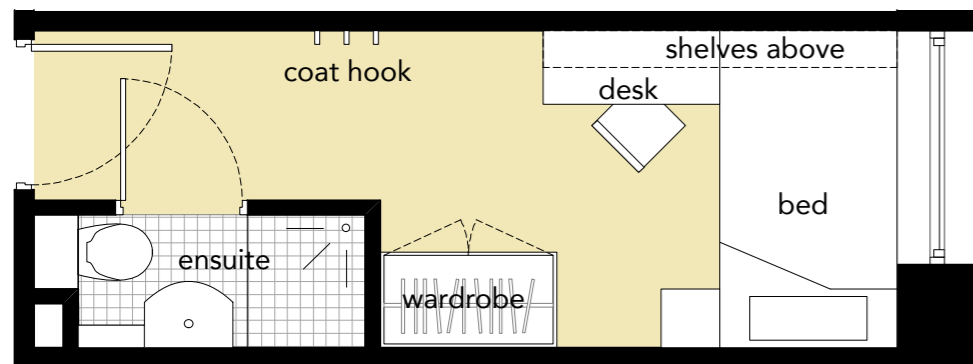 shelves above
coat hook
desk
bed
ensuite
wardrobe